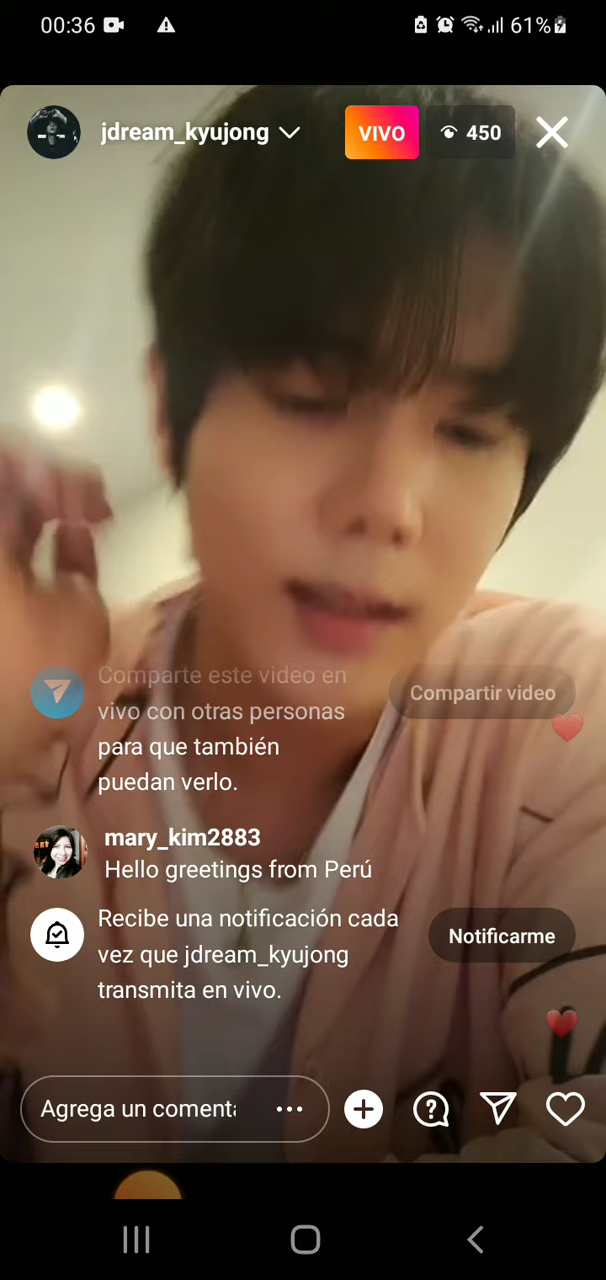 00:36
61%
jdream_kyujong
VIVO
450
Comparte este video en
vivo con otras personas
para que también
puedan verlo.
Compartir video
mary_kim2883
Hello greetings from Perú
Recibe una notificación cada
vez que jdream_kyujong
transmita en vivo.
Notificarme
Agrega un coment